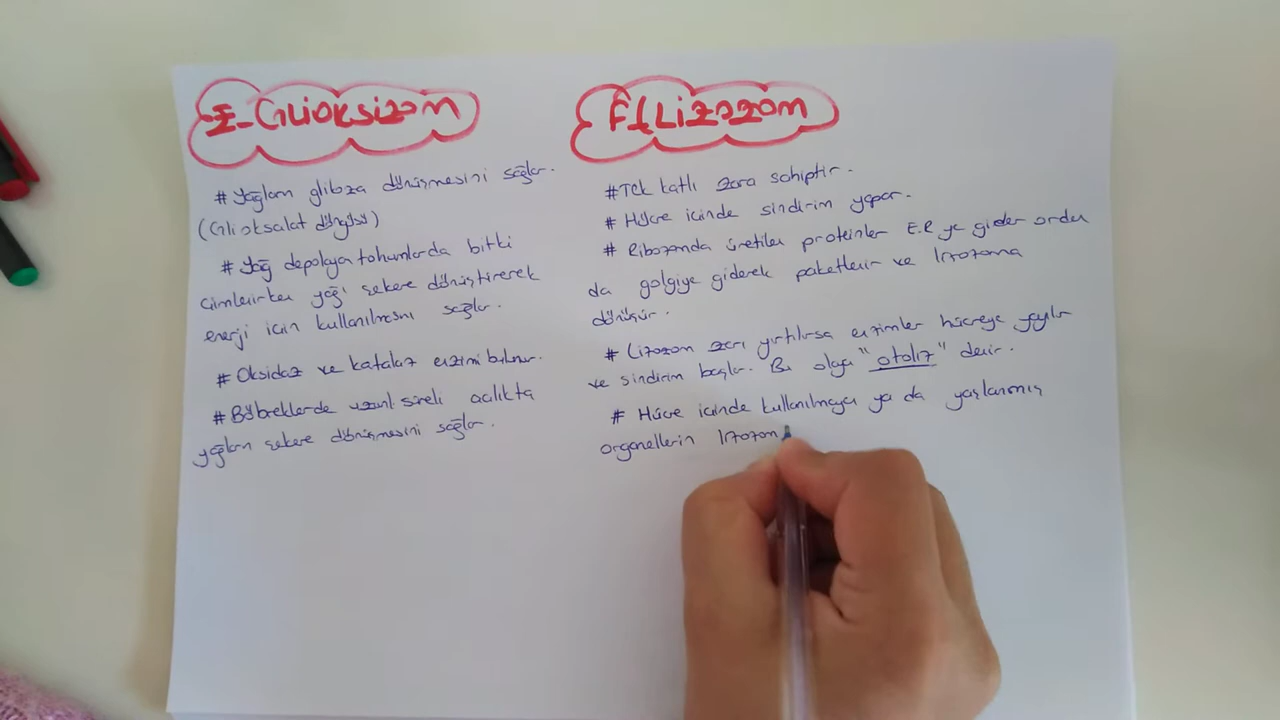 I- Glioksizom
# Yağların glikoza dönüşmesini sağlar.
(Glioksalat döngüsü)
# Yağ depolayan tohumlarda bitki
çimlenirken yağı şekere dönüştürerek
enerji için kullanılmasını sağlar.
# Oksidaz ve katalaz enzimi bulunur.
# Böbreklerde uzun süreli açlıkta
yağların şekere dönüşmesini sağlar.
Lizozom
# Tek katlı zara sahiptir.
# Hücre içinde sindirim yapar.
# Ribozomda üretilen proteinler E.R ye gider ordan
da golgiye giderek paketlenir ve lizozoma
dönüşür.
# Lizozom zarı yırtılırsa enzimler hücreye yayılır
ve sindirim başlar. Bu olaya "otoliz" denir.
# Hücre içinde kullanılmayan ya da yaşlanmış
organellerin lizozom